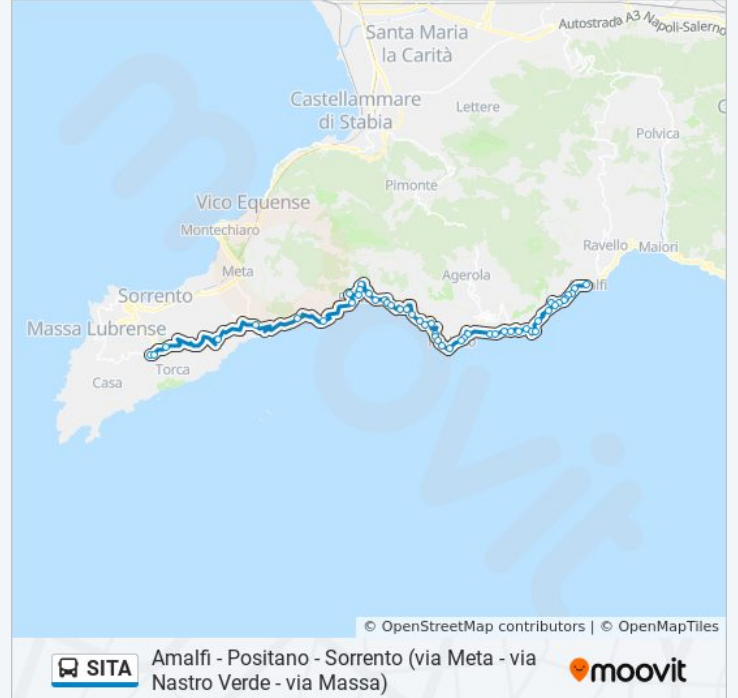 Santa Maria
la Carità
Autostrada A3 Napoli-Salerno
Castellammare
di Stabia
Lettere
Polvica
Pimonte
Vico Equense
Montechiaro
Ravello
Maiori
Meta
Agerola
Sorrento
Massa Lubrense
Torca
Casa
moovit
© OpenStreetMap contributors | © OpenMapTiles
SITA
Amalfi - Positano - Sorrento (via Meta - via
Nastro Verde - via Massa)
moovit